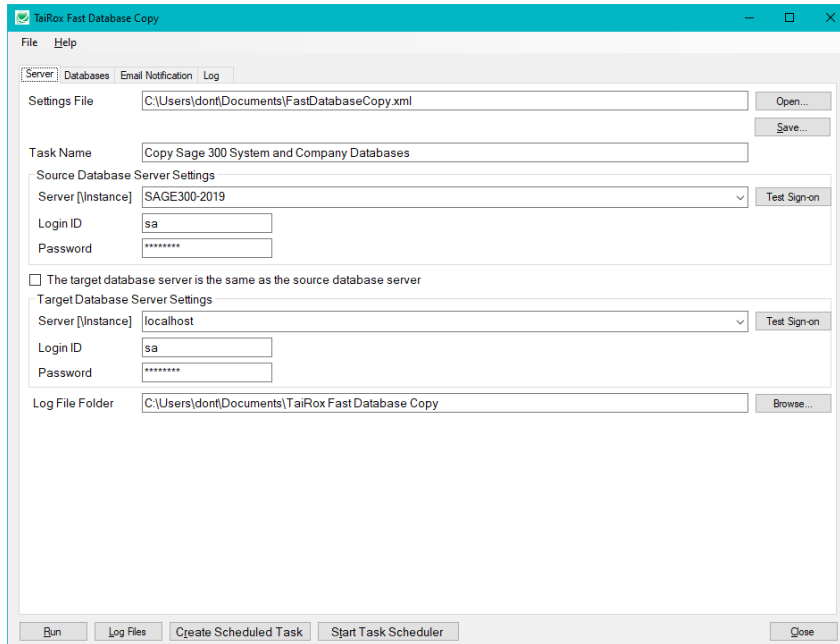 TaiRox Fast Database Copy
File Help
Server Databases Email Notification Log
Settings File C:\Users\dont\Documents\FastDatabaseCopy.xml Open...
Save...
Task Name Copy Sage 300 System and Company Databases
Source Database Server Settings
Server [\Instance] SAGE300-2019 Test Sign-on
Login ID sa
Password ********
The target database server is the same as the source database server
Target Database Server Settings
Server [\Instance] localhost Test Sign-on
Login ID sa
Password ********
Log File Folder C:\Users\dont\Documents\TaiRox Fast Database Copy Browse...
Run Log Files Create Scheduled Task Start Task Scheduler Close